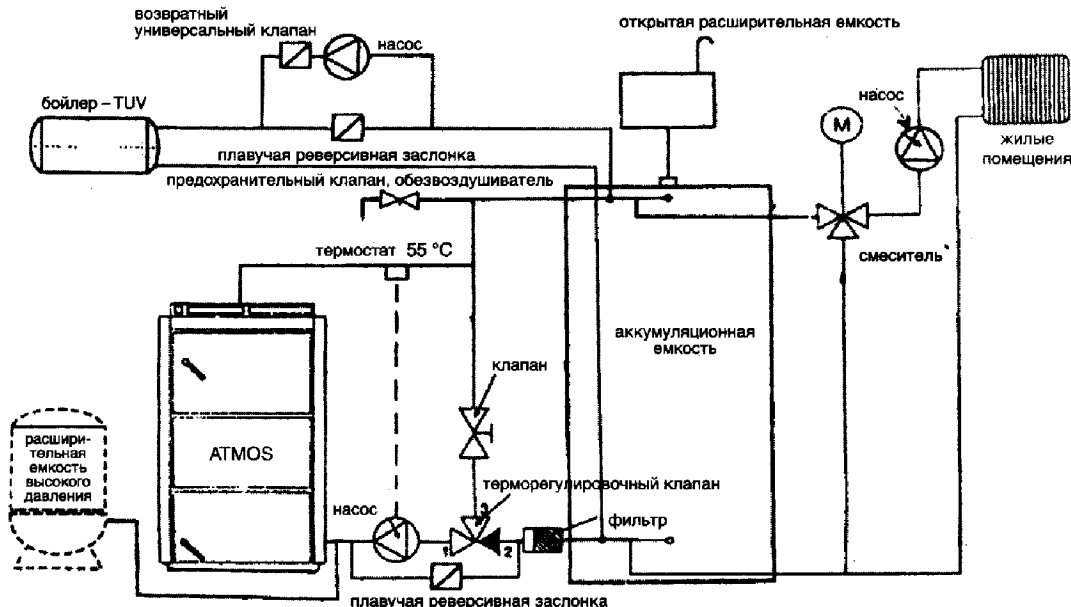 возвратный
универсальный клапан
насос
открытая расширительная емкость
бойлер – TUV
насос
M
жилые
помещения
плавучая реверсивная заслонка
предохранительный клапан, обезвоздушиватель
термостат 55 °C
смеситель
аккумуляционная
емкость
клапан
ATMOS
расшири-
тельная
емкость
высокого
давления
терморегулировочный клапан
насос
3
фильтр
1
2
плавучая реверсивная заслонка